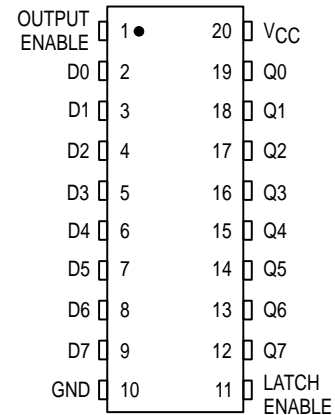 OUTPUT
ENABLE 1 20 VCC
D0 2 19 Q0
D1 3 18 Q1
D2 4 17 Q2
D3 5 16 Q3
D4 6 15 Q4
D5 7 14 Q5
D6 8 13 Q6
D7 9 12 Q7
GND 10 11 LATCH
ENABLE